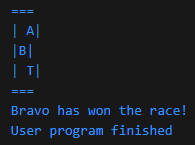 ===
| A|
|B|
| T|
===
Bravo has won the race!
User program finished